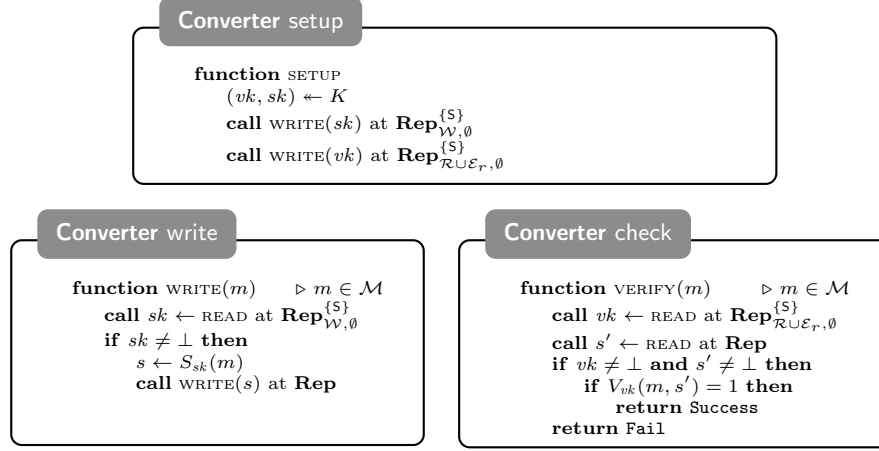 Converter setup
function SETUP
(vk, sk) ↞ K
call WRITE(sk) at Rep^{S}_{𝒲,∅}
call WRITE(vk) at Rep^{S}_{ℛ∪ℰ_r,∅}
Converter write
function WRITE(m) ▷ m ∈ ℳ
call sk ← READ at Rep^{S}_{𝒲,∅}
if sk ≠ ⊥ then
s ← S_{sk}(m)
call WRITE(s) at Rep
Converter check
function VERIFY(m) ▷ m ∈ ℳ
call vk ← READ at Rep^{S}_{ℛ∪ℰ_r,∅}
call s′ ← READ at Rep
if vk ≠ ⊥ and s′ ≠ ⊥ then
if V_{vk}(m, s′) = 1 then
return Success
return Fail